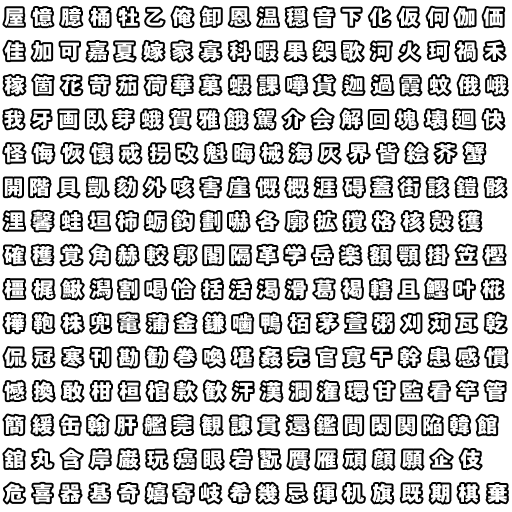 屋憶臆桶牡乙俺卸恩温穏音下化仮何伽価
佳加可嘉夏嫁家寡科暇果架歌河火珂禍禾
稼箇花苛茄荷華菓蝦課嘩貨迦過霞蚊俄峨
我牙画臥芽蛾賀雅餓駕介会解回塊壊廻快
怪悔恢懐戒拐改魁晦械海灰界皆絵芥蟹
開階貝凱劾外咳害崖慨概涯碍蓋街該鎧骸
浬馨蛙垣柿蛎鈎劃嚇各廓拡撹格核殻獲
確穫覚角赫較郭閣隔革学岳楽額顎掛笠樫
橿梶鰍潟割喝恰括活渇滑葛褐轄且鰹叶椛
樺鞄株兜竃蒲釜鎌噛鴨栢茅萱粥刈苅瓦乾
侃冠寒刊勘勧巻喚堪姦完官寛干幹患感慣
憾換敢柑桓棺款歓汗漢澗潅環甘監看竿管
簡緩缶翰肝艦莞観諌貫還鑑間閑関陥韓館
舘丸含岸巌玩癌眼岩翫贋雁頑顔願企伎
危喜器基奇嬉寄岐希幾忌揮机旗既期棋棄